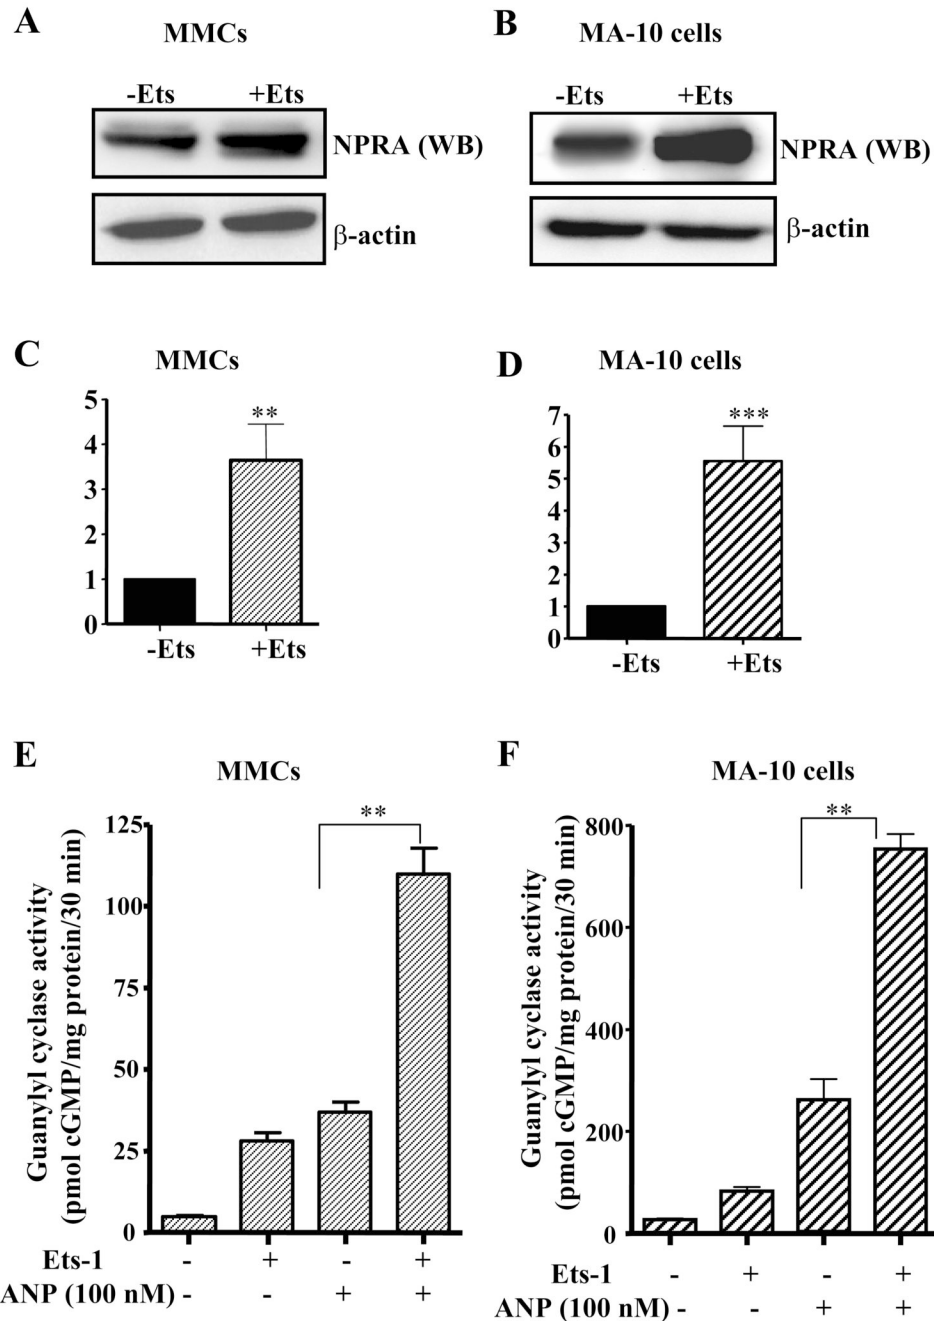 A
MMCs
-Ets +Ets
NPRA (WB)
β-actin
B
MA-10 cells
-Ets +Ets
NPRA (WB)
β-actin
C
MMCs
5
4
3
2
1
0
**
-Ets +Ets
D
MA-10 cells
7
6
5
4
3
2
1
0
***
-Ets +Ets
E
MMCs
Guanylyl cyclase activity
(pmol cGMP/mg protein/30 min)
125
100
75
50
25
0
**
Ets-1 - + - +
ANP (100 nM) - - + +
F
MA-10 cells
Guanylyl cyclase activity
(pmol cGMP/mg protein/30 min)
800
600
400
200
0
**
Ets-1 - + - +
ANP (100 nM) - - + +